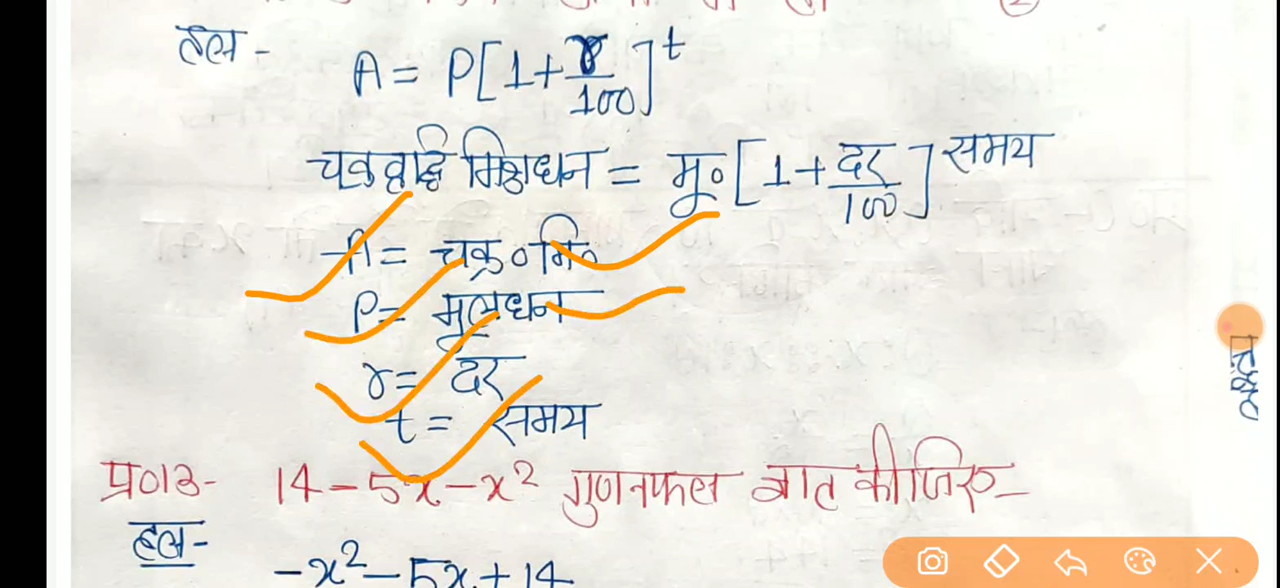 हल -
A = P[1+r/100]^t
चक्रवृद्धि मिश्रधन = मू० [1+दर/100]^समय
A = चक्र० मि०
P = मूलधन
r = दर
t = समय
प्र०13- 14-5x-x² गुणनफल ज्ञात कीजिए-
हल-
-x²-5x+14